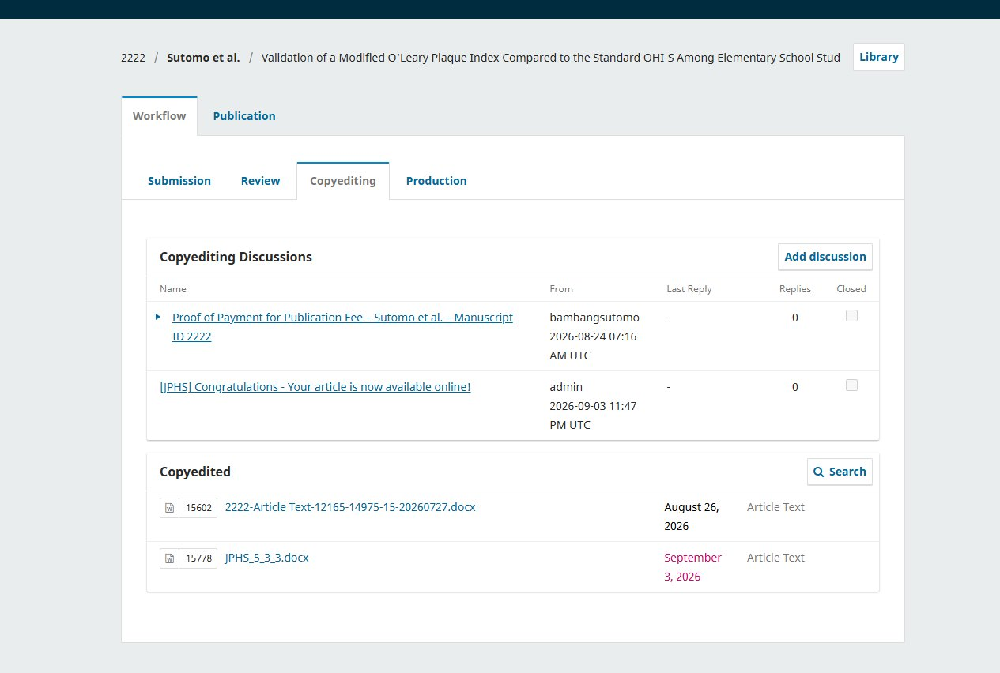 2222 / Sutomo et al. / Validation of a Modified O'Leary Plaque Index Compared to the Standard OHI-S Among Elementary School Stud
Library
Workflow
Publication
Submission
Review
Copyediting
Production
Copyediting Discussions
Add discussion
Name
From
Last Reply
Replies
Closed
Proof of Payment for Publication Fee – Sutomo et al. – Manuscript
ID 2222
bambangsutomo
2026-08-24 07:16
AM UTC
-
0
[JPHS] Congratulations - Your article is now available online!
admin
2026-09-03 11:47
PM UTC
-
0
Copyedited
Search
15602
2222-Article Text-12165-14975-15-20260727.docx
August 26,
2026
Article Text
15778
JPHS_5_3_3.docx
September
3, 2026
Article Text